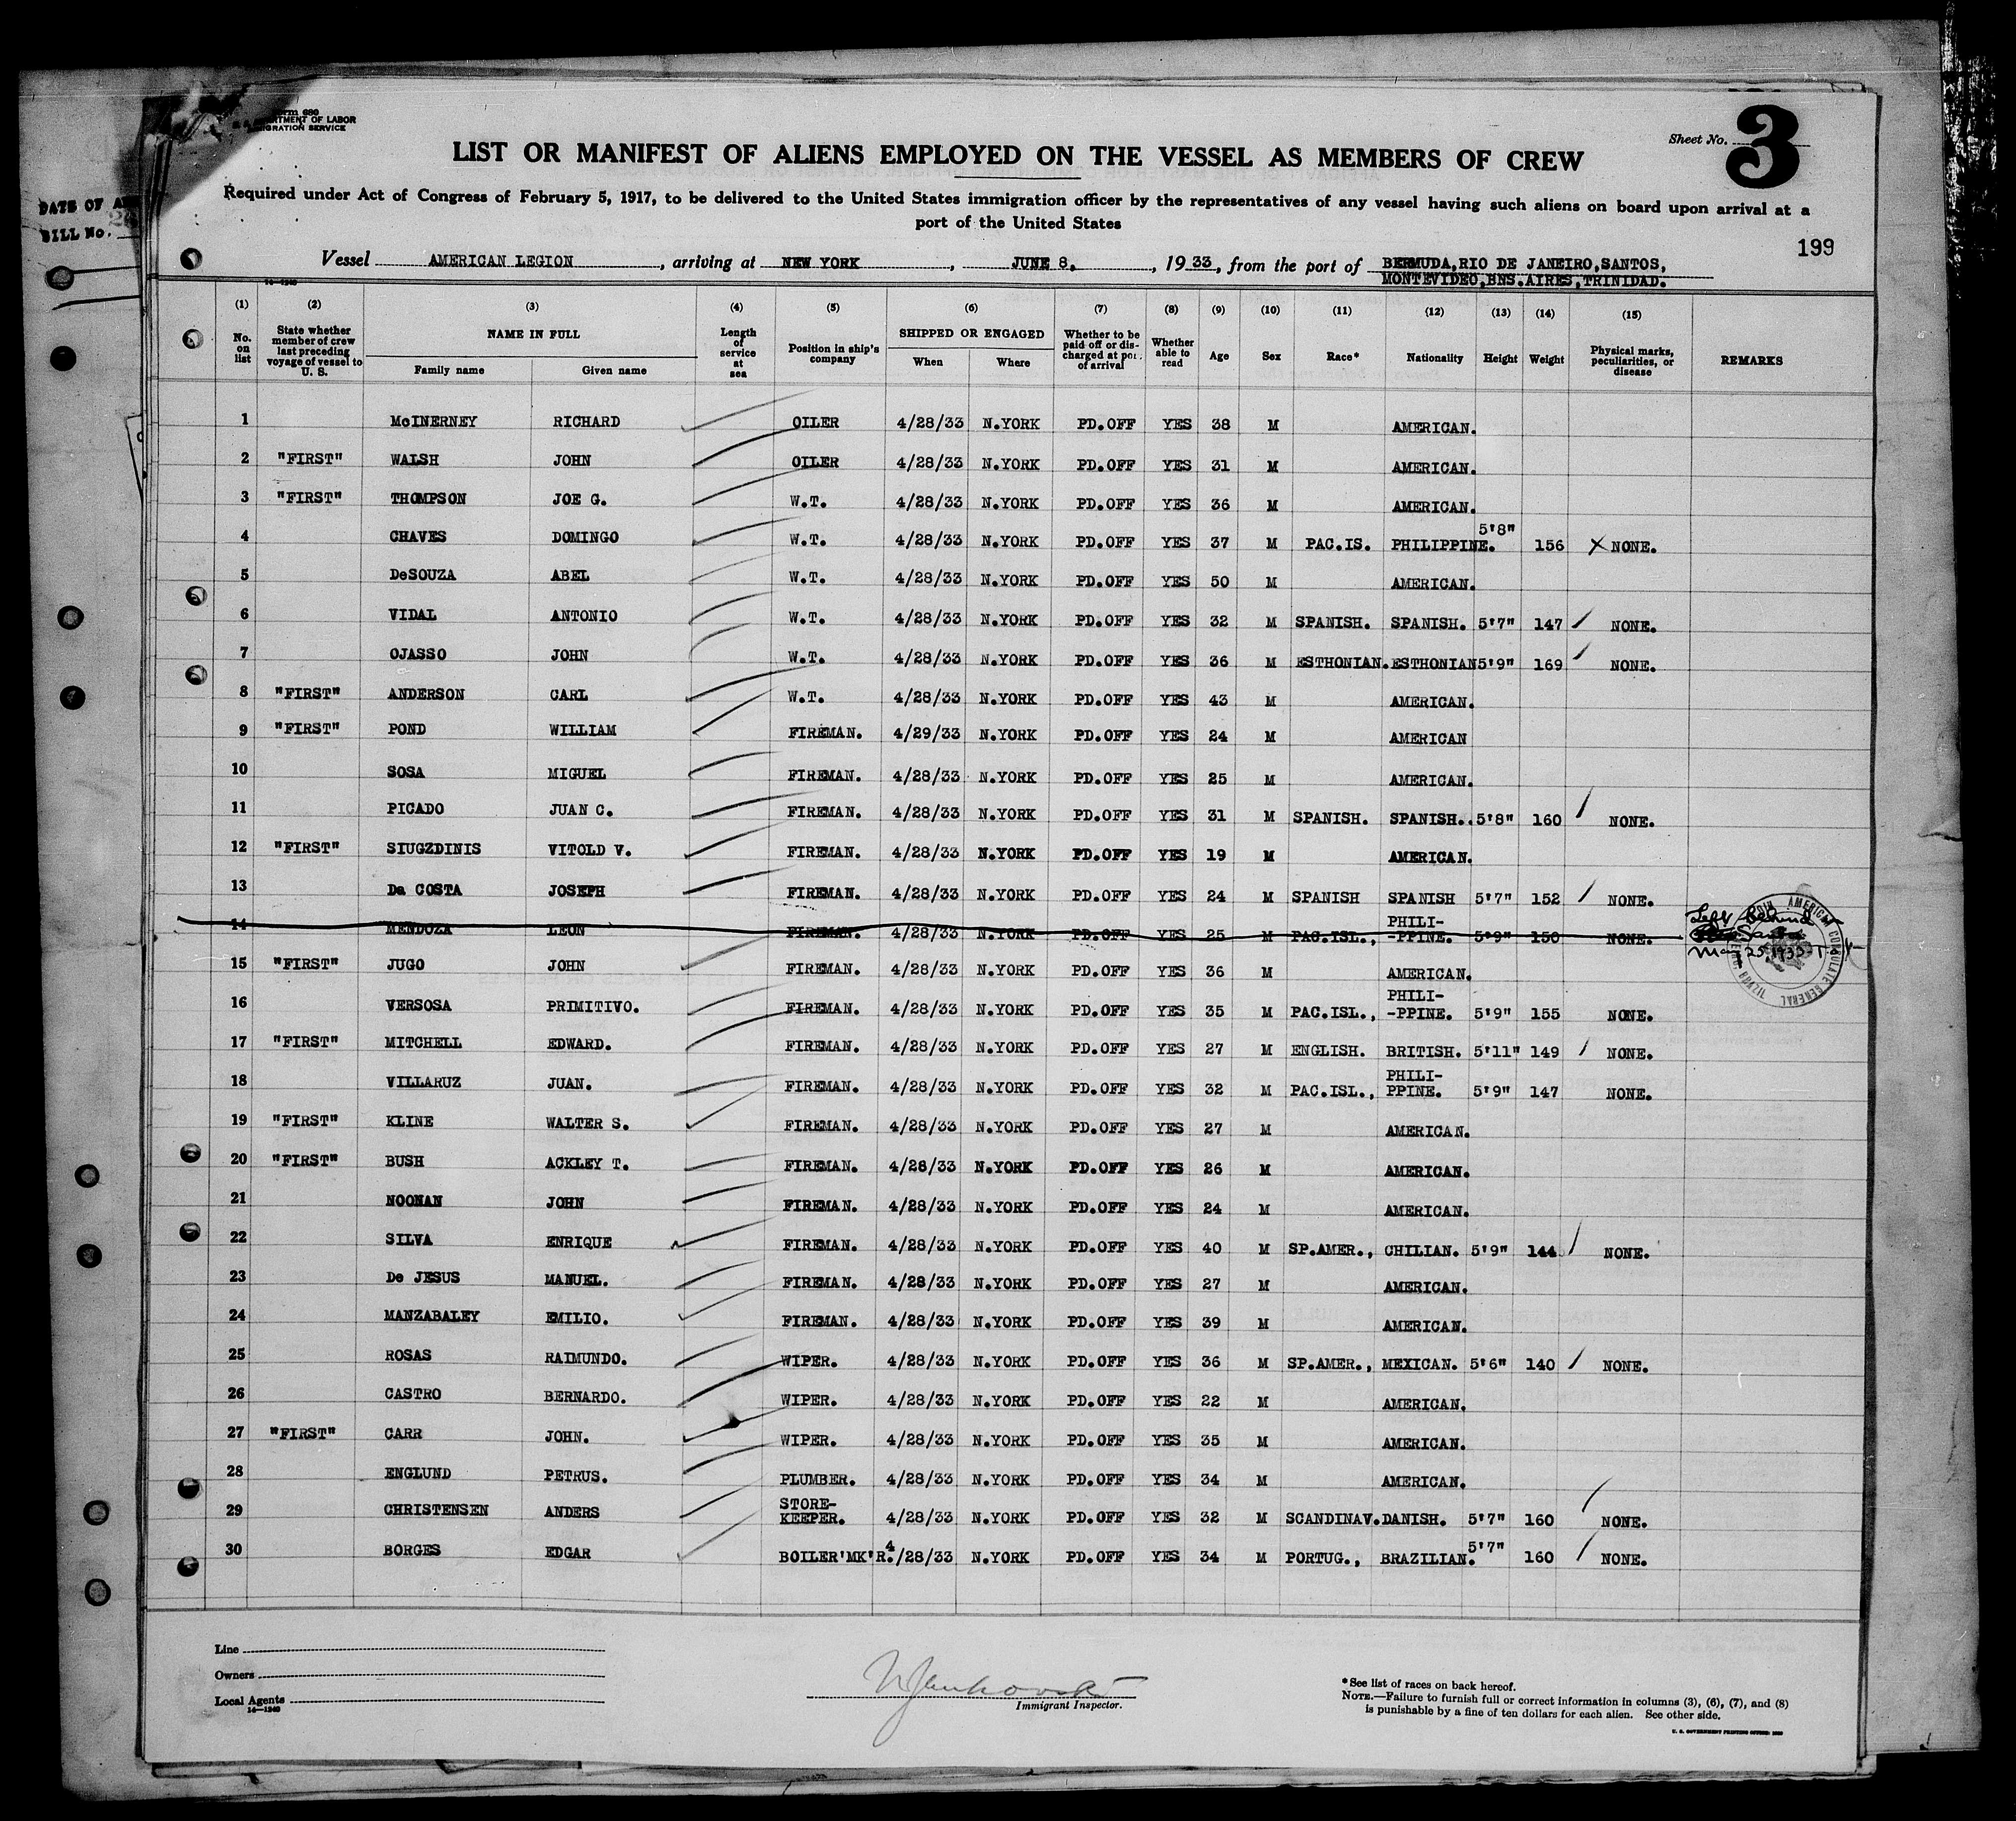 Form 680
DEPARTMENT OF LABOR
IMMIGRATION SERVICE
Sheet No. 3
LIST OR MANIFEST OF ALIENS EMPLOYED ON THE VESSEL AS MEMBERS OF CREW
Required under Act of Congress of February 5, 1917, to be delivered to the United States immigration officer by the representatives of any vessel having such aliens on board upon arrival at a
port of the United States
DATE OF
BILL No.
199
Vessel AMERICAN LEGION, arriving at NEW YORK, JUNE 8, 1933, from the port of BERMUDA,RIO DE JANEIRO,SANTOS,
MONTEVIDEO,BNS.AIRES,TRINIDAD.
14—1240
(1) No. on list (2) State whether member of crew last preceding voyage of vessel to U. S. (3) NAME IN FULL Family name Given name (4) Length of service at sea (5) Position in ship's company (6) SHIPPED OR ENGAGED When Where (7) Whether to be paid off or discharged at port of arrival (8) Whether able to read (9) Age (10) Sex (11) Race* (12) Nationality (13) Height (14) Weight (15) Physical marks, peculiarities, or disease REMARKS
1 McINERNEY RICHARD OILER 4/28/33 N.YORK PD.OFF YES 38 M AMERICAN.
2 "FIRST" WALSH JOHN OILER 4/28/33 N.YORK PD.OFF YES 31 M AMERICAN.
3 "FIRST" THOMPSON JOE G. W.T. 4/28/33 N.YORK PD.OFF YES 36 M AMERICAN.
4 CHAVES DOMINGO W.T. 4/28/33 N.YORK PD.OFF YES 37 M PAC.IS. PHILIPPINE. 5'8" 156 X NONE.
5 DeSOUZA ABEL W.T. 4/28/33 N.YORK PD.OFF YES 50 M AMERICAN.
6 VIDAL ANTONIO W.T. 4/28/33 N.YORK PD.OFF YES 32 M SPANISH. SPANISH. 5'7" 147 NONE.
7 OJASSO JOHN W.T. 4/28/33 N.YORK PD.OFF YES 36 M ESTHONIAN. ESTHONIAN 5'9" 169 NONE.
8 "FIRST" ANDERSON CARL W.T. 4/28/33 N.YORK PD.OFF YES 43 M AMERICAN.
9 "FIRST" POND WILLIAM FIREMAN. 4/29/33 N.YORK PD.OFF YES 24 M AMERICAN
10 SOSA MIGUEL FIREMAN. 4/28/33 N.YORK PD.OFF YES 25 M AMERICAN.
11 PICADO JUAN C. FIREMAN. 4/28/33 N.YORK PD.OFF YES 31 M SPANISH. SPANISH. 5'8" 160 NONE.
12 "FIRST" SIUGZDINIS VITOLD V. FIREMAN. 4/28/33 N.YORK PD.OFF YES 19 M AMERICAN.
13 Da COSTA JOSEPH FIREMAN. 4/28/33 N.YORK PD.OFF YES 24 M SPANISH SPANISH 5'7" 152 NONE.
14 MENDOZA LEON FIREMAN. 4/28/33 N.YORK PD.OFF YES 25 M PAC.ISL., PHILI--PPINE. 5'9" 150 NONE. Left Behind Santos May 25 1933
AMERICAN CONSULATE GENERAL BRAZIL
15 "FIRST" JUGO JOHN FIREMAN. 4/28/33 N.YORK PD.OFF YES 36 M AMERICAN.
16 VERSOSA PRIMITIVO. FIREMAN. 4/28/33 N.YORK PD.OFF YES 35 M PAC.ISL., PHILI--PPINE. 5'9" 155 NONE.
17 "FIRST" MITCHELL EDWARD. FIREMAN. 4/28/33 N.YORK PD.OFF YES 27 M ENGLISH. BRITISH. 5'11" 149 NONE.
18 VILLARUZ JUAN. FIREMAN. 4/28/33 N.YORK PD.OFF YES 32 M PAC.ISL., PHILI-PPINE. 5'9" 147 NONE.
19 "FIRST" KLINE WALTER S. FIREMAN. 4/28/33 N.YORK PD.OFF YES 27 M AMERICAN.
20 "FIRST" BUSH ACKLEY T. FIREMAN. 4/28/33 N.YORK PD.OFF YES 26 M AMERICAN.
21 NOONAN JOHN FIREMAN. 4/28/33 N.YORK PD.OFF YES 24 M AMERICAN.
22 SILVA ENRIQUE FIREMAN. 4/28/33 N.YORK PD.OFF YES 40 M SP.AMER., CHILIAN. 5'9" 144 NONE.
23 De JESUS MANUEL. FIREMAN. 4/28/33 N.YORK PD.OFF YES 27 M AMERICAN.
24 MANZABALEY EMILIO. FIREMAN. 4/28/33 N.YORK PD.OFF YES 39 M AMERICAN.
25 ROSAS RAIMUNDO. WIPER. 4/28/33 N.YORK PD.OFF YES 36 M SP.AMER., MEXICAN. 5'6" 140 NONE.
26 CASTRO BERNARDO. WIPER. 4/28/33 N.YORK PD.OFF YES 22 M AMERICAN.
27 "FIRST" CARR JOHN. WIPER. 4/28/33 N.YORK PD.OFF YES 35 M AMERICAN.
28 ENGLUND PETRUS. PLUMBER. 4/28/33 N.YORK PD.OFF YES 34 M AMERICAN.
29 CHRISTENSEN ANDERS STORE-KEEPER. 4/28/33 N.YORK PD.OFF YES 32 M SCANDINAV. DANISH. 5'7" 160 NONE.
30 BORGES EDGAR BOILER'MK'R. 4/28/33 N.YORK PD.OFF YES 34 M PORTUG., BRAZILIAN. 5'7" 160 NONE.
Line
Owners
Local Agents
14—1240
Immigrant Inspector.
*See list of races on back hereof.
NOTE.—Failure to furnish full or correct information in columns (3), (6), (7), and (8)
is punishable by a fine of ten dollars for each alien. See other side.
U. S. GOVERNMENT PRINTING OFFICE: